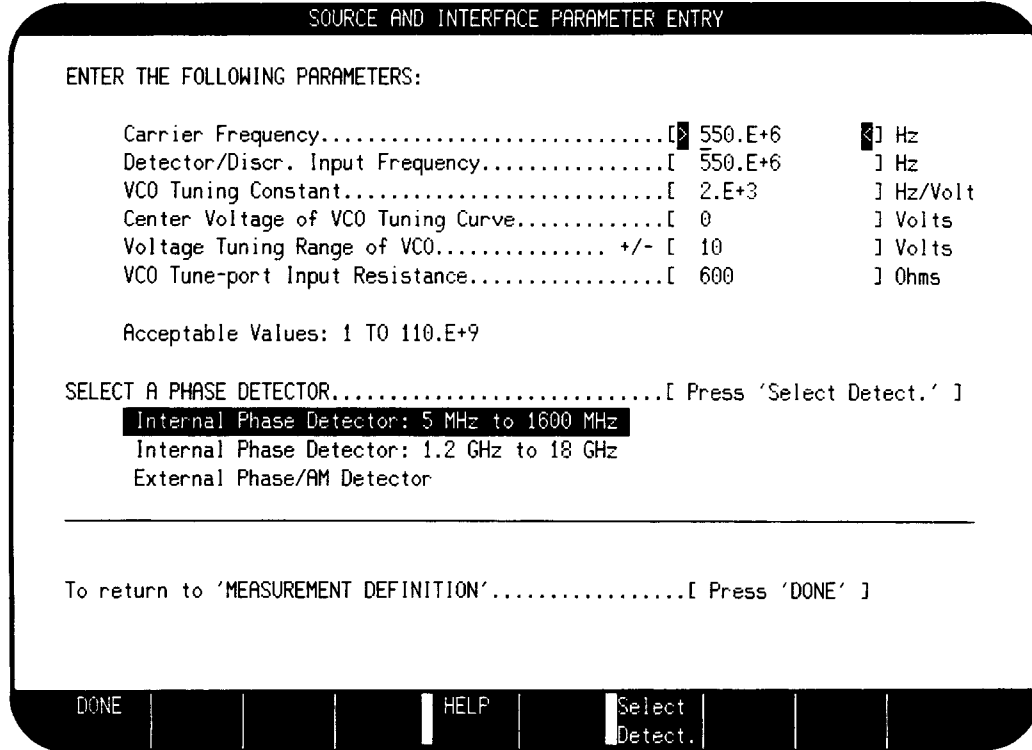 SOURCE AND INTERFACE PARAMETER ENTRY
ENTER THE FOLLOWING PARAMETERS:
Carrier Frequency.............................[> 550.E+6 <] Hz
Detector/Discr. Input Frequency...............[ 550.E+6 ] Hz
VCO Tuning Constant...........................[ 2.E+3 ] Hz/Volt
Center Voltage of VCO Tuning Curve.............[ 0 ] Volts
Voltage Tuning Range of VCO............... +/- [ 10 ] Volts
VCO Tune-port Input Resistance.................[ 600 ] Ohms
Acceptable Values: 1 TO 110.E+9
SELECT A PHASE DETECTOR.............................[ Press 'Select Detect.' ]
Internal Phase Detector: 5 MHz to 1600 MHz
Internal Phase Detector: 1.2 GHz to 18 GHz
External Phase/AM Detector
To return to 'MEASUREMENT DEFINITION'.................[ Press 'DONE' ]
DONE HELP Select
Detect.